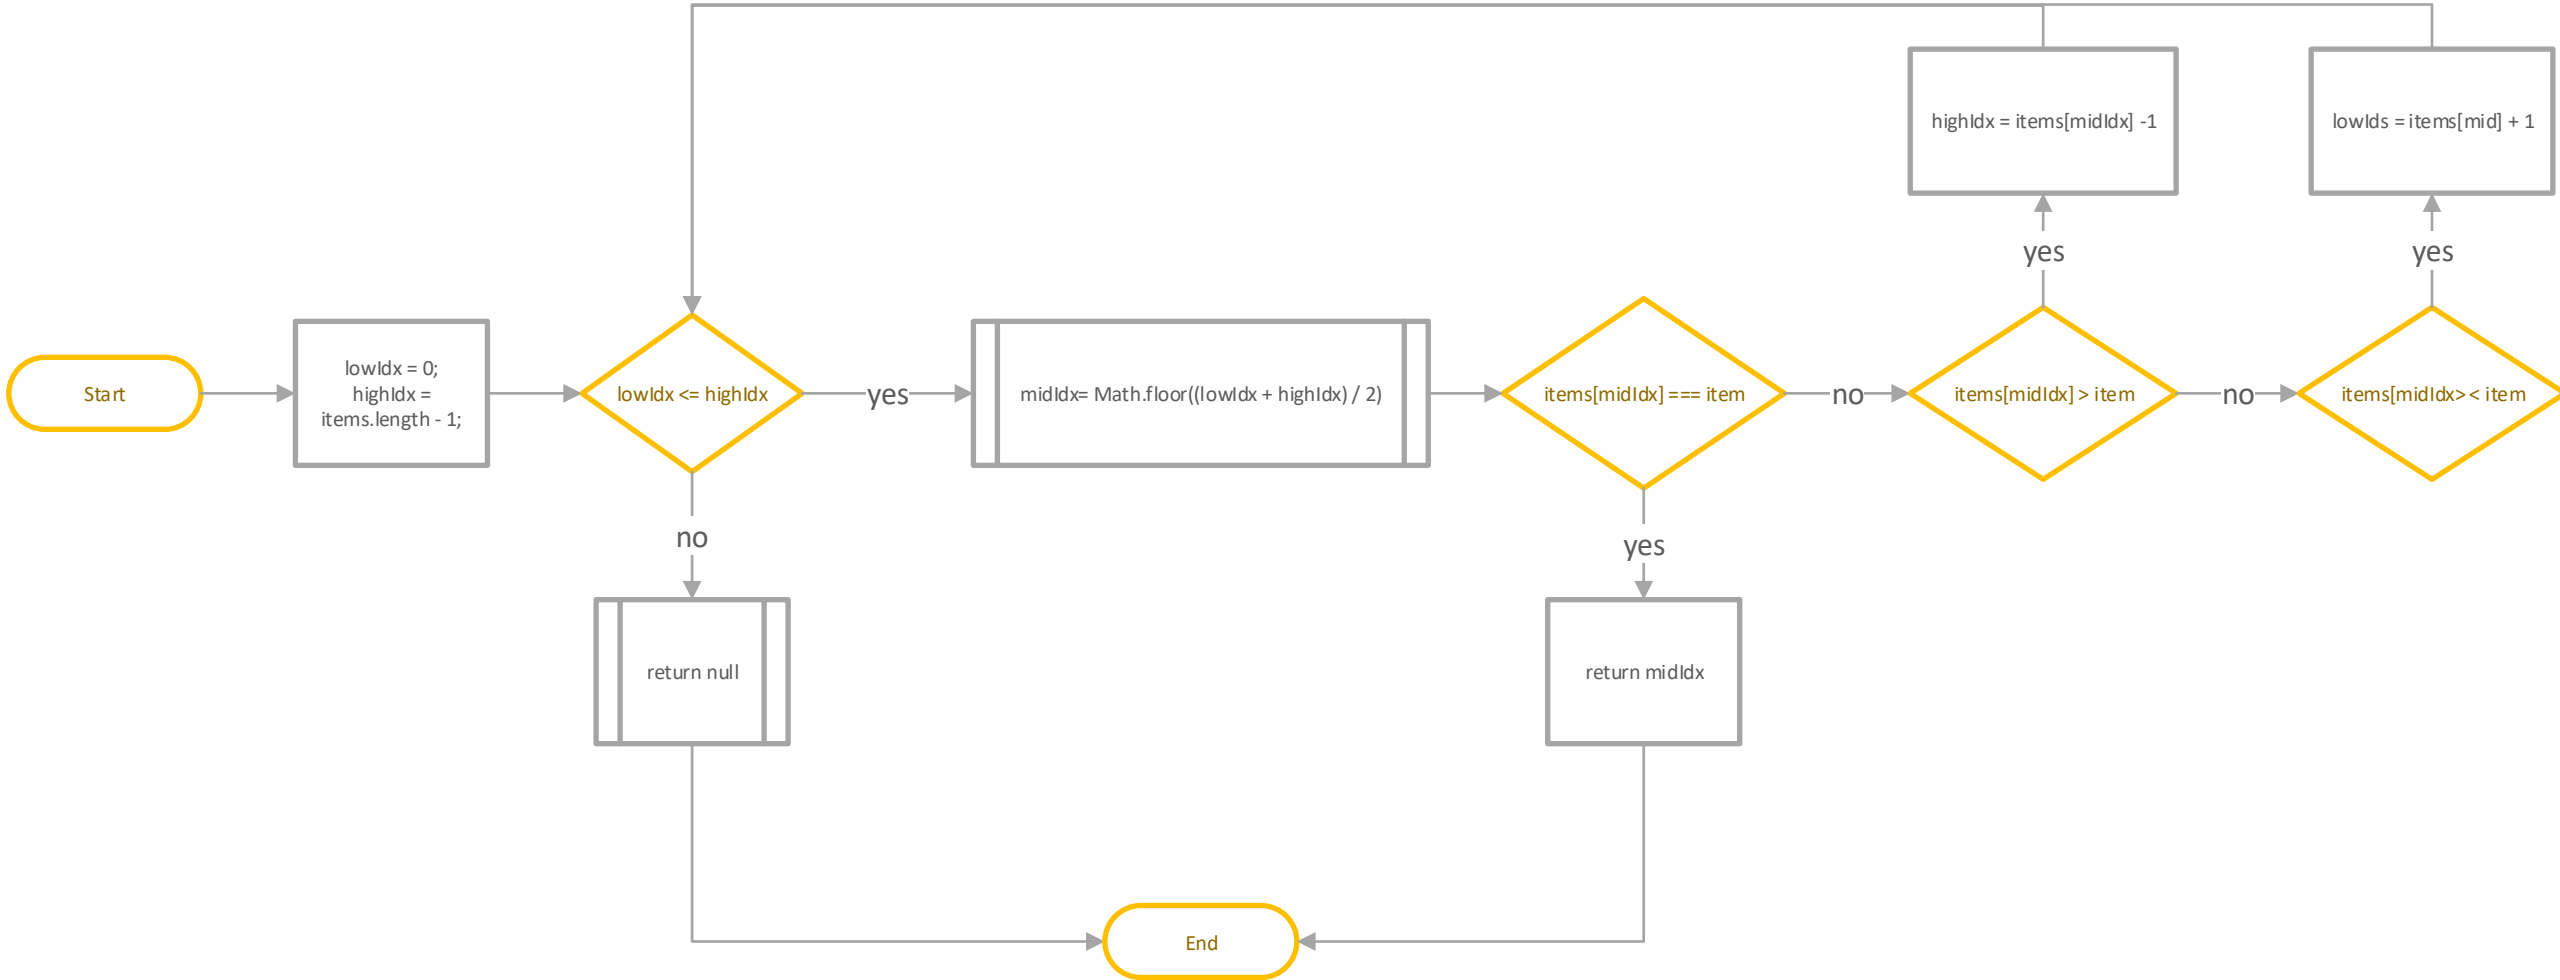 highIdx = items[midIdx] -1
lowIds = items[mid] + 1
yes
yes
Start
lowIdx = 0;
highIdx =
items.length - 1;
lowIdx <= highIdx
yes
midIdx= Math.floor((lowIdx + highIdx) / 2)
items[midIdx] === item
no
items[midIdx] > item
no
items[midIdx>< item
no
yes
return null
return midIdx
End